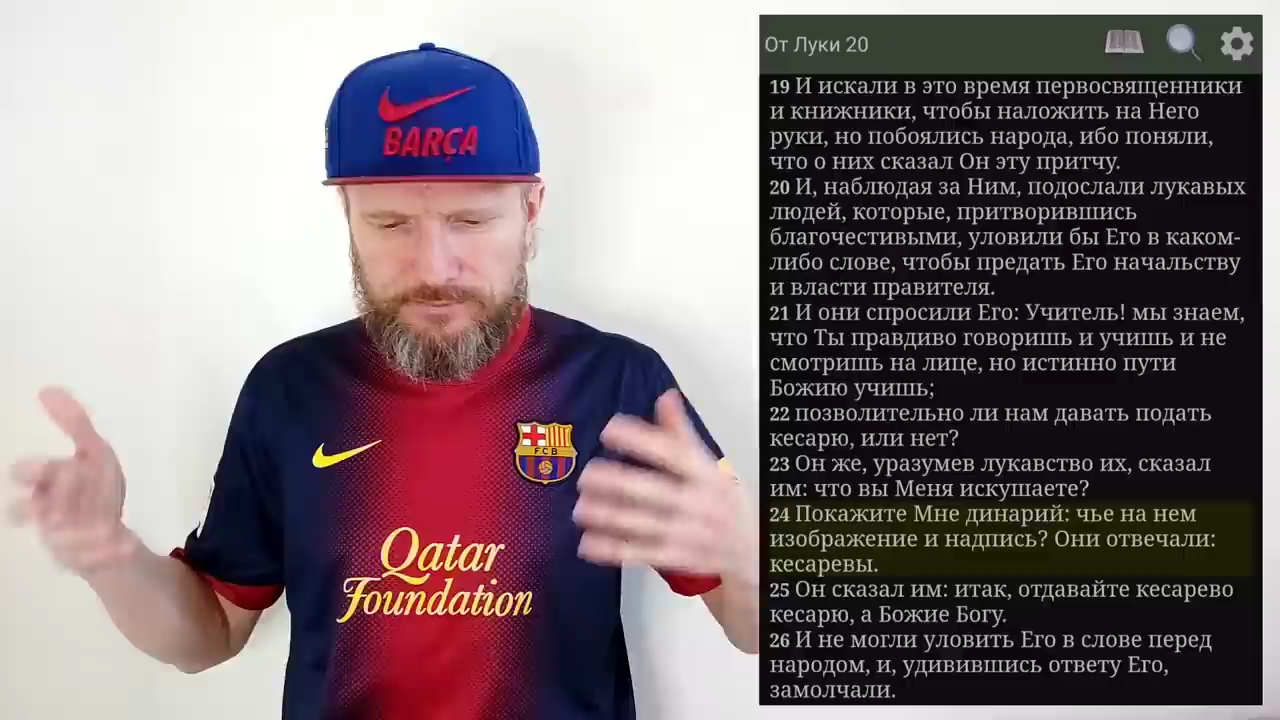 BARÇA
FCB
Qatar
Foundation
От Луки 20
19 И искали в это время первосвященники
и книжники, чтобы наложить на Него
руки, но побоялись народа, ибо поняли,
что о них сказал Он эту притчу.
20 И, наблюдая за Ним, подослали лукавых
людей, которые, притворившись
благочестивыми, уловили бы Его в каком-
либо слове, чтобы предать Его начальству
и власти правителя.
21 И они спросили Его: Учитель! мы знаем,
что Ты правдиво говоришь и учишь и не
смотришь на лице, но истинно пути
Божию учишь;
22 позволительно ли нам давать подать
кесарю, или нет?
23 Он же, уразумев лукавство их, сказал
им: что вы Меня искушаете?
24 Покажите Мне динарий: чье на нем
изображение и надпись? Они отвечали:
кесаревы.
25 Он сказал им: итак, отдавайте кесарево
кесарю, а Божие Богу.
26 И не могли уловить Его в слове перед
народом, и, удивившись ответу Его,
замолчали.